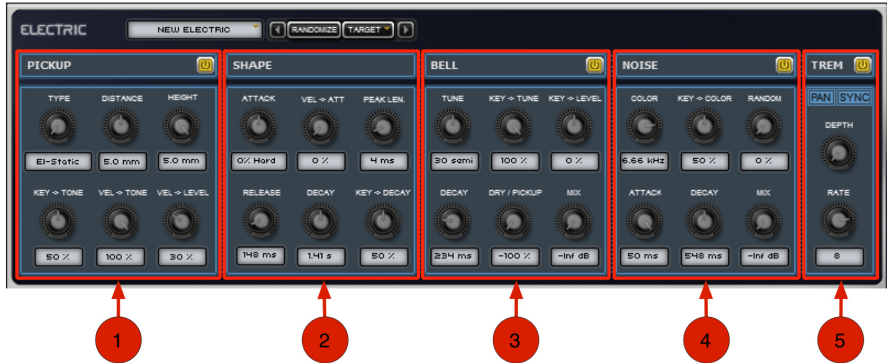 ELECTRIC NEW ELECTRIC RANDOMIZE TARGET
PICKUP SHAPE BELL NOISE TREM
TYPE DISTANCE HEIGHT ATTACK VEL -> ATT PEAK LEN. TUNE KEY -> TUNE KEY -> LEVEL COLOR KEY -> COLOR RANDOM PAN SYNC
DEPTH
El-Static 5.0 mm 5.0 mm 0% Hard 0 % 4 ms 30 semi 100 % 0 % 6.66 kHz 50 % 0 %
KEY -> TONE VEL -> TONE VEL -> LEVEL RELEASE DECAY KEY -> DECAY DECAY DRY / PICKUP MIX ATTACK DECAY MIX RATE
50 % 100 % 30 % 148 ms 1.41 s 50 % 234 ms -100 % -Inf dB 50 ms 548 ms -Inf dB 8
1 2 3 4 5